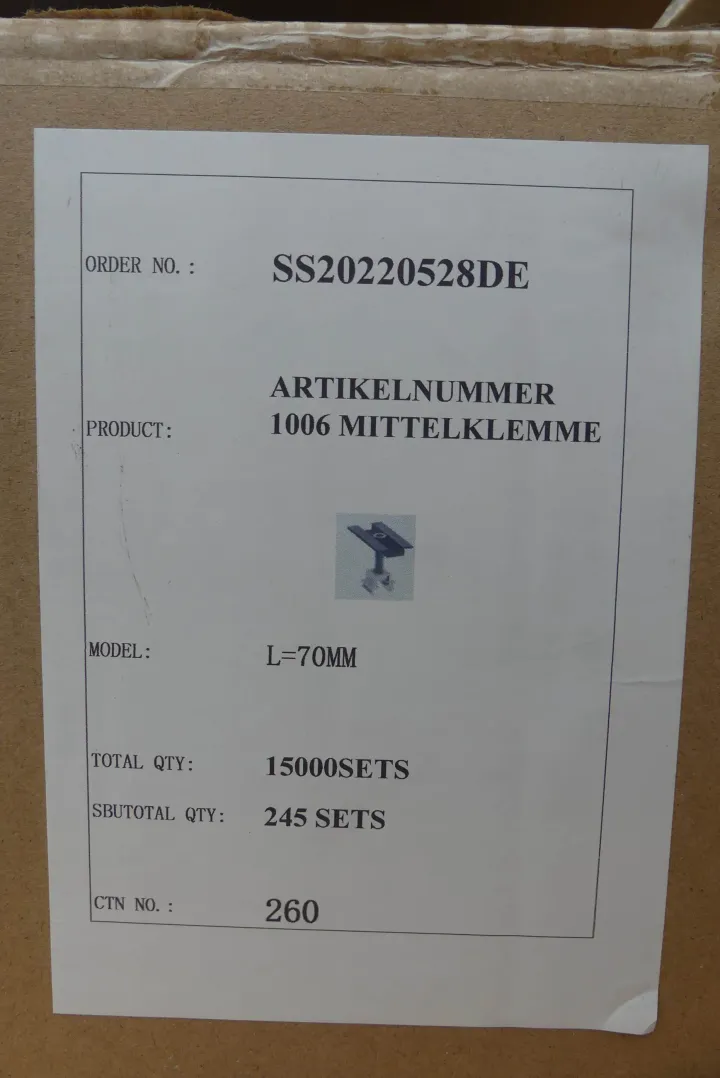 ORDER NO.: SS20220528DE
ARTIKELNUMMER
PRODUCT: 1006 MITTELKLEMME
MODEL: L=70MM
TOTAL QTY: 15000SETS
SBUTOTAL QTY: 245 SETS
CTN NO.: 260